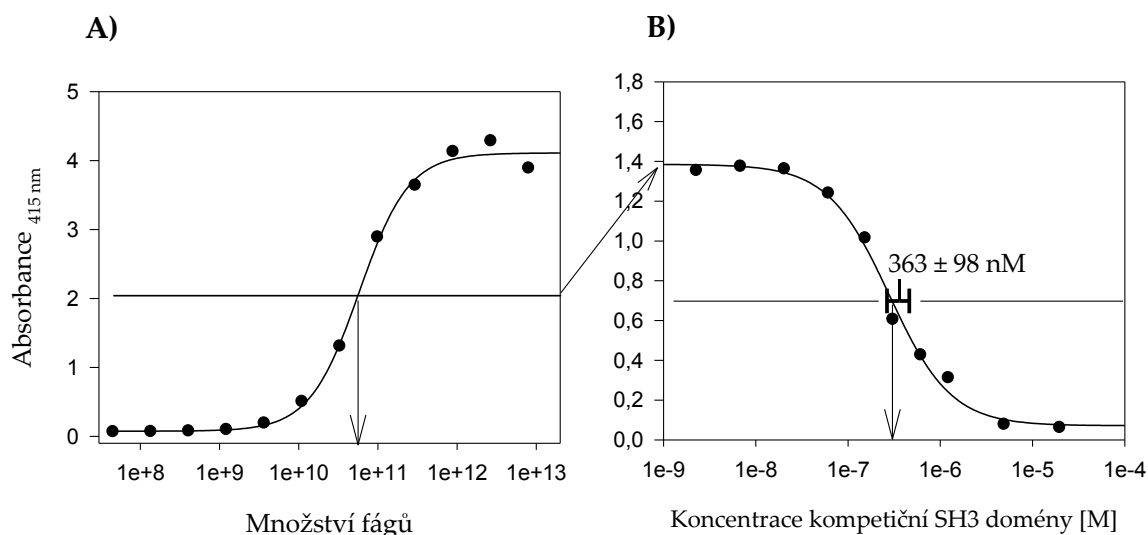 A)
B)
Absorbance 415 nm
5
4
3
2
1
0
1e+8 1e+9 1e+10 1e+11 1e+12 1e+13
Množství fágů
1,8
1,6
1,4
1,2
1,0
0,8
0,6
0,4
0,2
0,0
363 ± 98 nM
1e-9 1e-8 1e-7 1e-6 1e-5 1e-4
Koncentrace kompetiční SH3 domény [M]